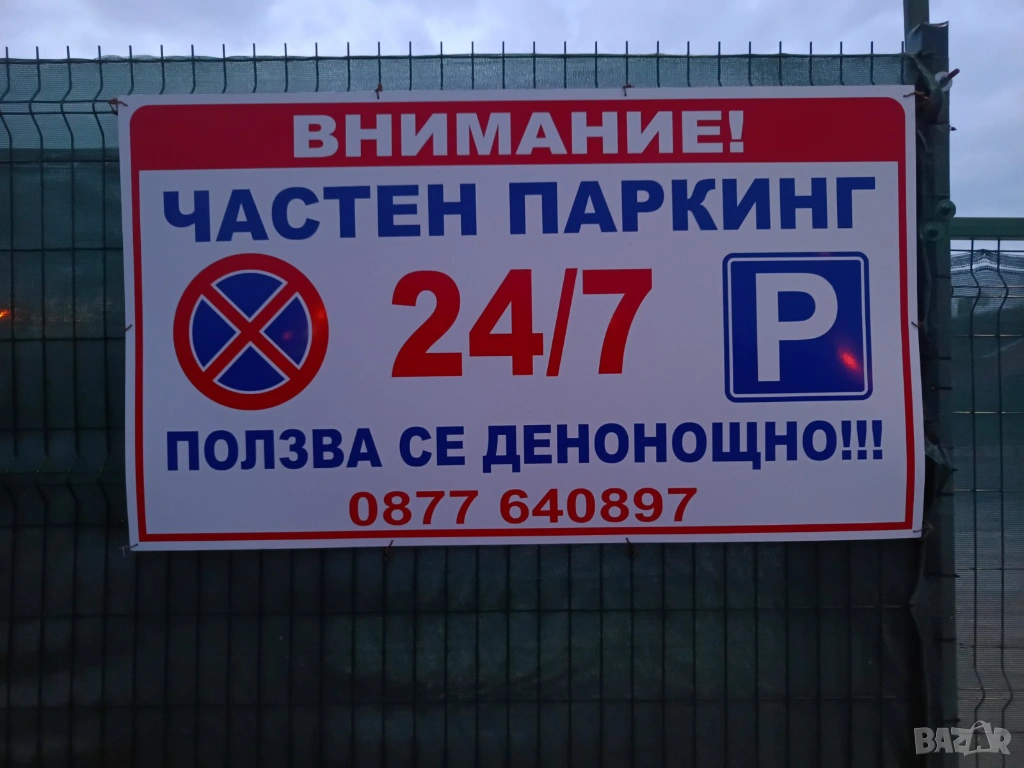 ВНИМАНИЕ!
ЧАСТЕН ПАРКИНГ
24/7
P
ПОЛЗВА СЕ ДЕНОНОЩНО!!!
0877 640897
BAZAR